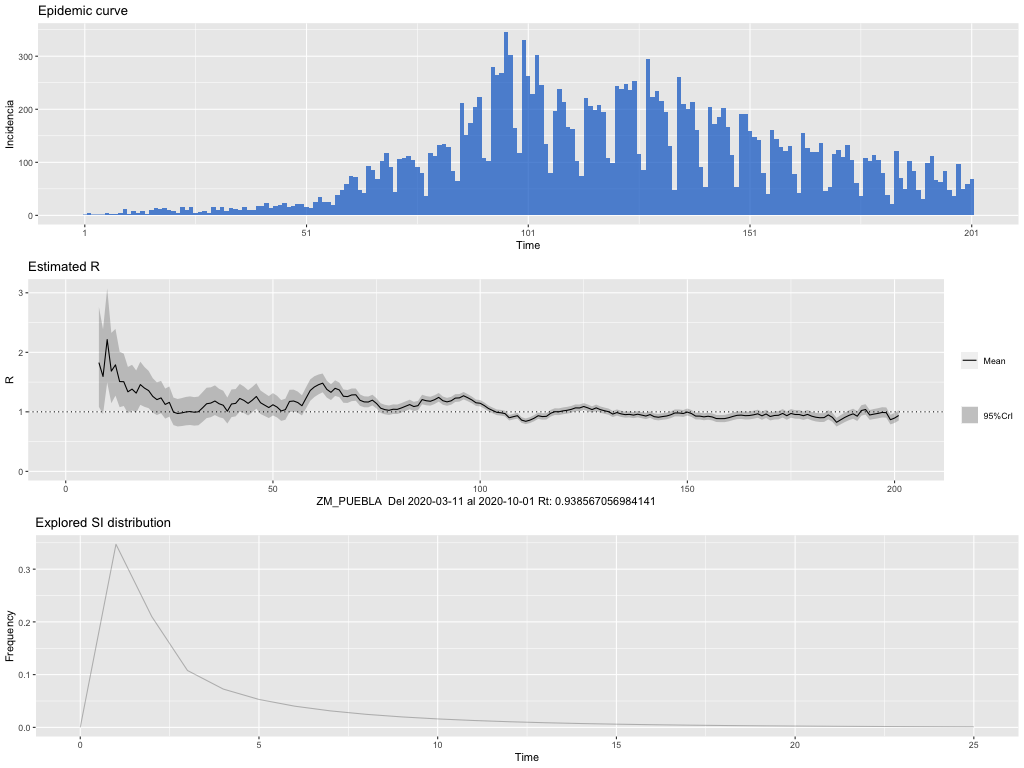 Epidemic curve
300
200
100
0
Incidencia
1 51 101 151 201
Time
Estimated R
3
2
1
0
R
Mean
95%CrI
0 50 100 150 200
ZM_PUEBLA Del 2020-03-11 al 2020-10-01 Rt: 0.938567056984141
Explored SI distribution
0.3
0.2
0.1
0.0
Frequency
0 5 10 15 20 25
Time